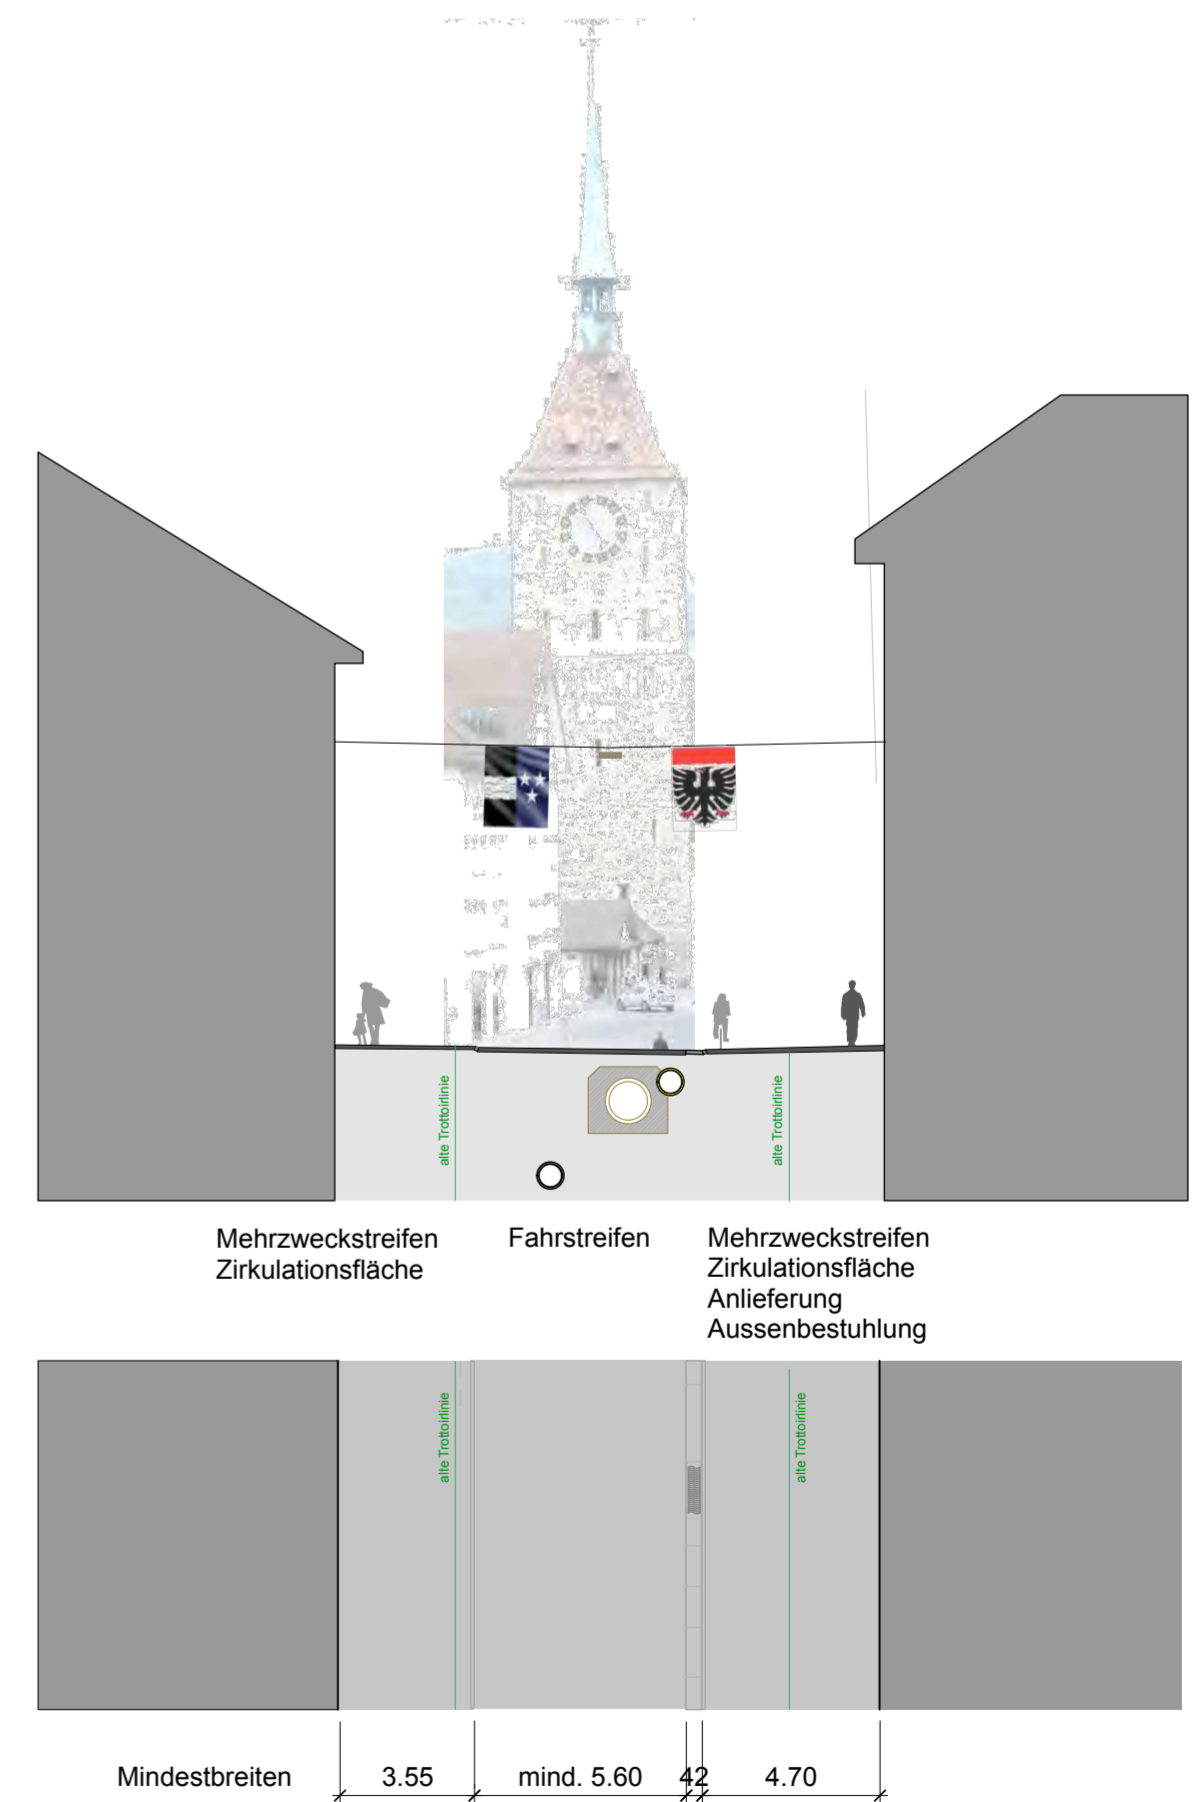 alte Trottoirlinie
alte Trottoirlinie
Mehrzweckstreifen
Zirkulationsfläche
Fahrstreifen
Mehrzweckstreifen
Zirkulationsfläche
Anlieferung
Aussenbestuhlung
alte Trottoirlinie
alte Trottoirlinie
Mindestbreiten 3.55 mind. 5.60 42 4.70